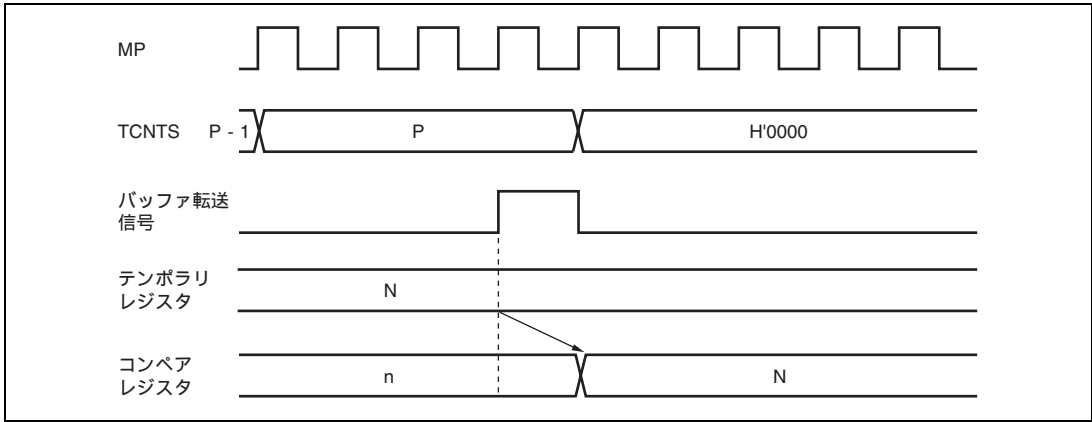 MP
TCNTS P - 1 P H'0000
バッファ転送
信号
テンポラリ
レジスタ
N
コンペア
レジスタ
n N